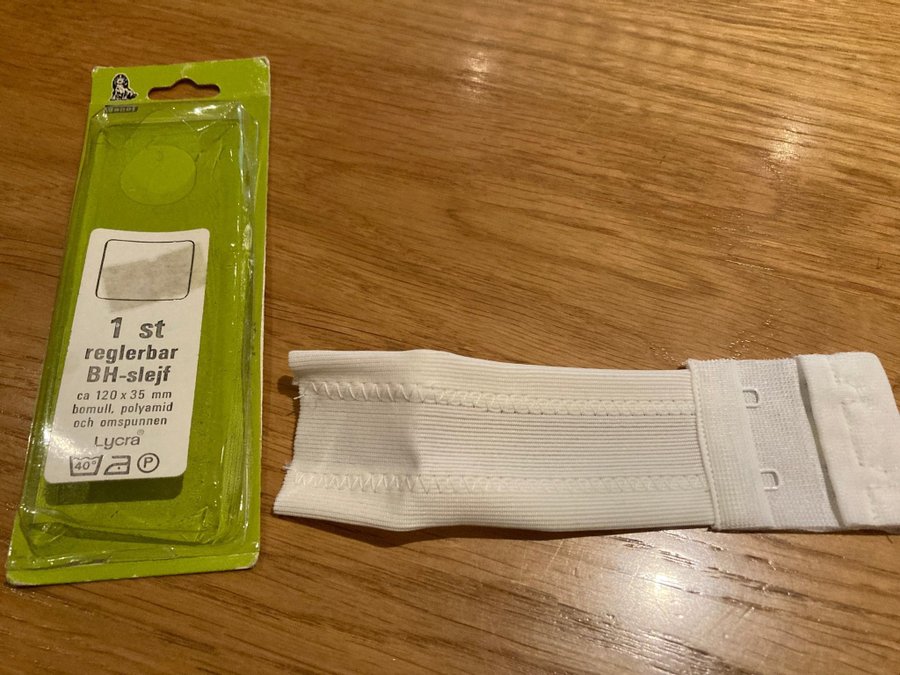 1 st
reglerbar
BH-slejf
ca 120 x 35 mm
bomull, polyamid
och omspunnen
Lycra®
40° P